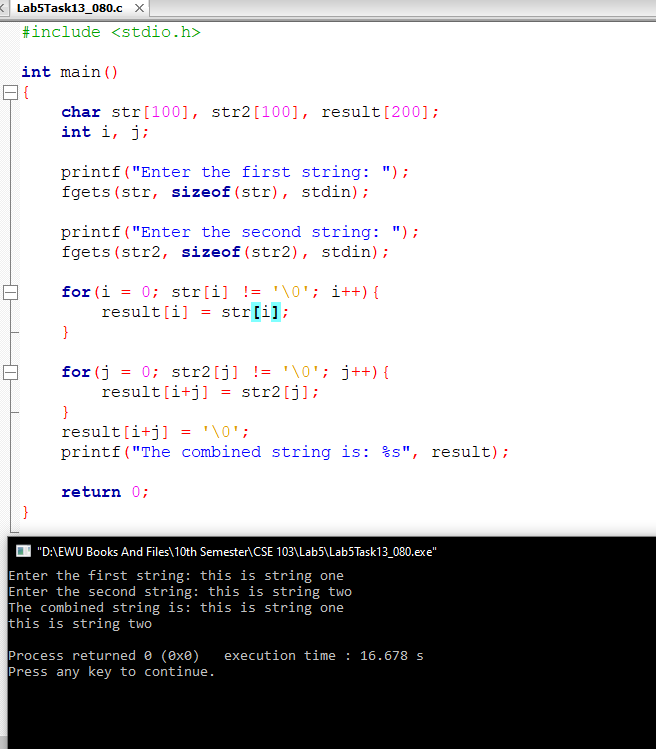 Lab5Task13_080.c
#include <stdio.h>
int main()
{
char str[100], str2[100], result[200];
int i, j;
printf("Enter the first string: ");
fgets(str, sizeof(str), stdin);
printf("Enter the second string: ");
fgets(str2, sizeof(str2), stdin);
for(i = 0; str[i] != '\0'; i++){
result[i] = str[i];
}
for(j = 0; str2[j] != '\0'; j++){
result[i+j] = str2[j];
}
result[i+j] = '\0';
printf("The combined string is: %s", result);
return 0;
}
"D:\EWU Books And Files\10th Semester\CSE 103\Lab5\Lab5Task13_080.exe"
Enter the first string: this is string one
Enter the second string: this is string two
The combined string is: this is string one
this is string two
Process returned 0 (0x0)   execution time : 16.678 s
Press any key to continue.